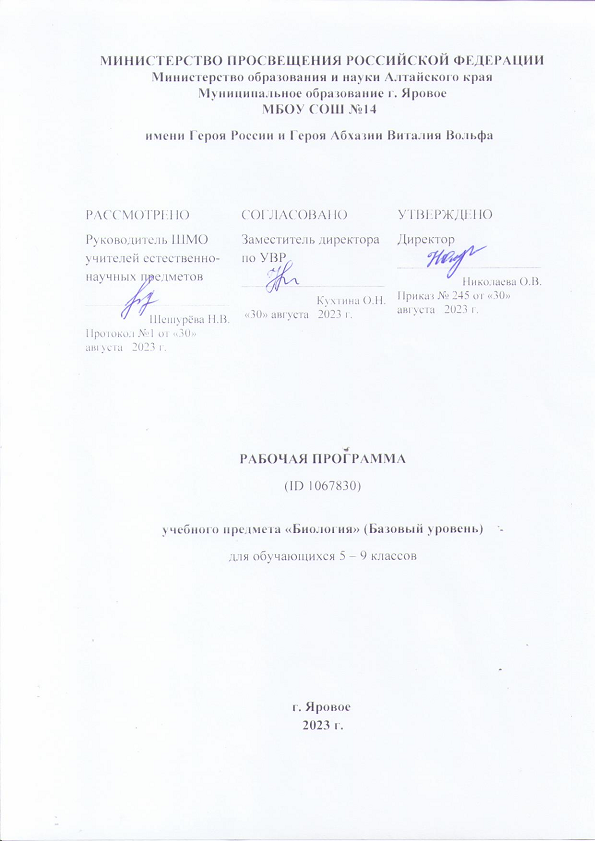 МИНИСТЕРСТВО ПРОСВЕЩЕНИЯ РОССИЙСКОЙ ФЕДЕРАЦИИ
Министерство образования и науки Алтайского края
Муниципальное образование г. Яровое
МБОУ СОШ №14
имени Героя России и Героя Абхазии Виталия Вольфа
РАССМОТРЕНО
Руководитель ШМО
учителей естественно-
научных предметов
Шешурёва Н.В.
Протокол №1 от «30»
августа 2023 г.
СОГЛАСОВАНО
Заместитель директора
по УВР
Кухтина О.Н.
«30» августа 2023 г.
УТВЕРЖДЕНО
Директор
Николаева О.В.
Приказ № 245 от «30»
августа 2023 г.
РАБОЧАЯ ПРОГРАММА
(ID 1067830)
учебного предмета «Биология» (Базовый уровень)
для обучающихся 5 – 9 классов
г. Яровое
2023 г.